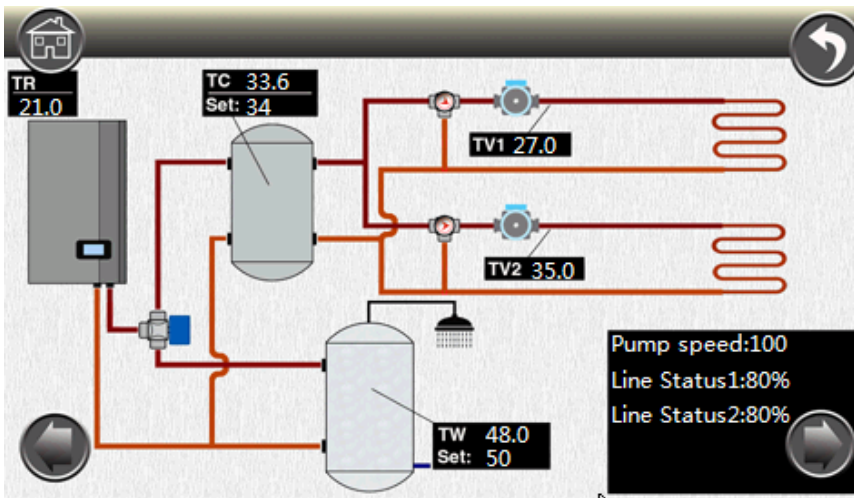 TR
21.0
TC 33.6
Set: 34
TV1 27.0
TV2 35.0
TW 48.0
Set: 50
Pump speed:100
Line Status1:80%
Line Status2:80%